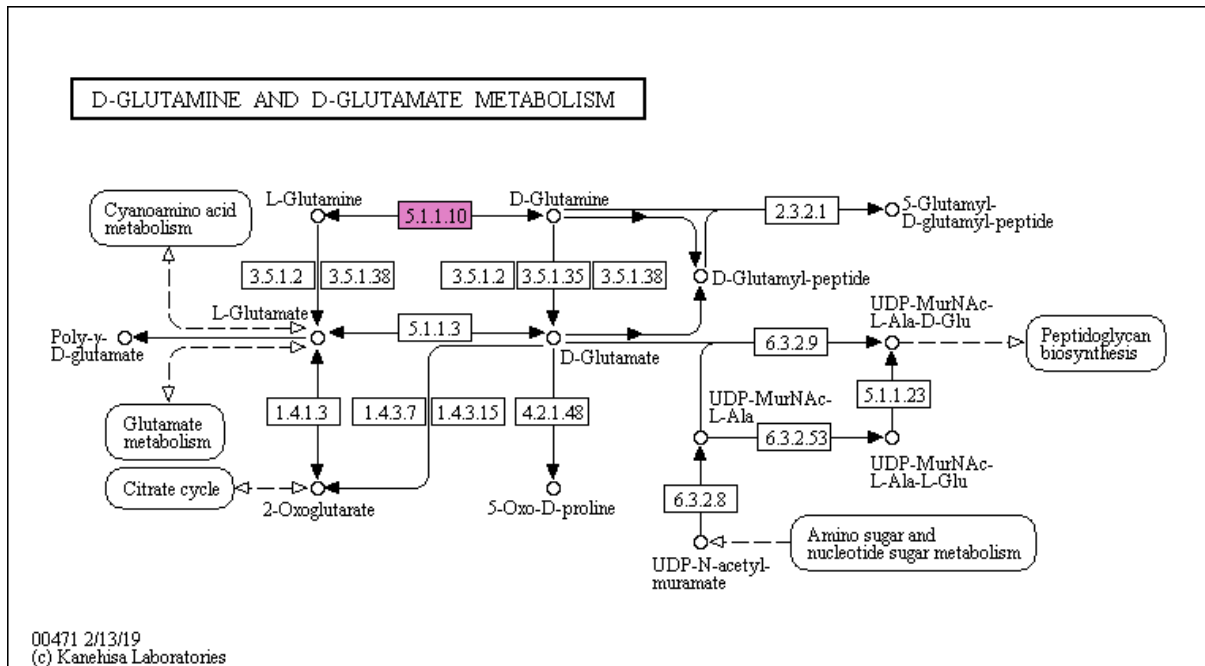 D-GLUTAMINE AND D-GLUTAMATE METABOLISM
Cyanoamino acid
metabolism
L-Glutamine
5.1.1.10
D-Glutamine
2.3.2.1
5-Glutamyl-
D-glutamyl-peptide
3.5.1.2
3.5.1.38
3.5.1.2
3.5.1.35
3.5.1.38
D-Glutamyl-peptide
L-Glutamate
Poly-γ-
D-glutamate
5.1.1.3
D-Glutamate
6.3.2.9
UDP-MurNAc-
L-Ala-D-Glu
Peptidoglycan
biosynthesis
Glutamate
metabolism
1.4.1.3
1.4.3.7
1.4.3.15
4.2.1.48
UDP-MurNAc-
L-Ala
5.1.1.23
6.3.2.53
UDP-MurNAc-
L-Ala-L-Glu
Citrate cycle
2-Oxoglutarate
5-Oxo-D-proline
6.3.2.8
UDP-N-acetyl-
muramate
Amino sugar and
nucleotide sugar metabolism
00471 2/13/19
(c) Kanehisa Laboratories